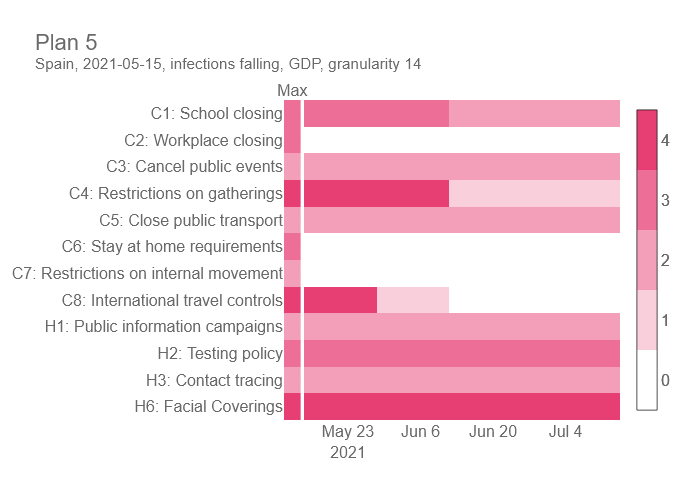 Plan 5
Spain, 2021-05-15, infections falling, GDP, granularity 14
Max
C1: School closing
C2: Workplace closing
C3: Cancel public events
C4: Restrictions on gatherings
C5: Close public transport
C6: Stay at home requirements
C7: Restrictions on internal movement
C8: International travel controls
H1: Public information campaigns
H2: Testing policy
H3: Contact tracing
H6: Facial Coverings
May 23 Jun 6 Jun 20 Jul 4
2021
4
3
2
1
0